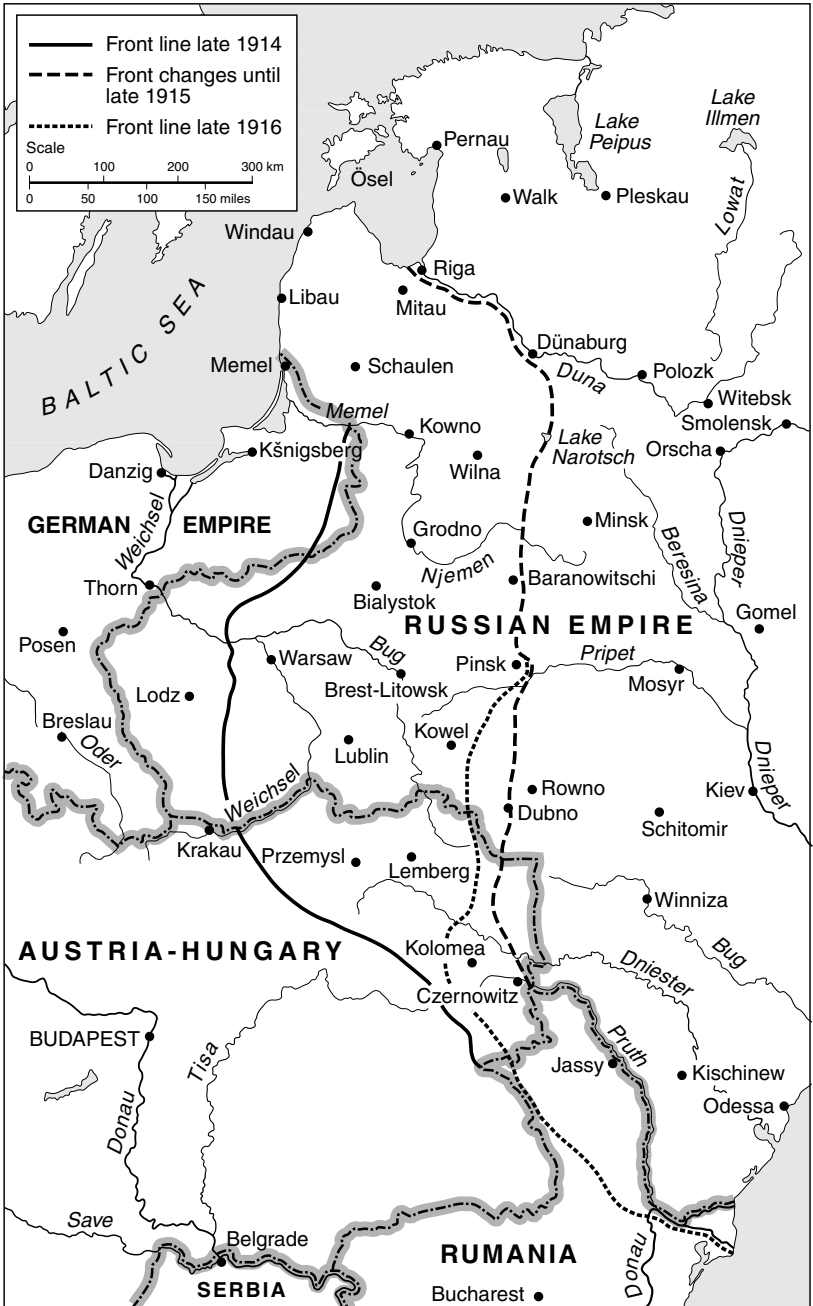 Front line late 1914
Front changes until
late 1915
Front line late 1916
Scale
0 100 200 300 km
0 50 100 150 miles
Lake
Illmen
Lake
Peipus
Pernau
Ösel
Walk
Pleskau
Lowat
Windau
Riga
Libau
Mitau
BALTIC SEA
Dünaburg
Memel
Schaulen
Duna
Polozk
Witebsk
Memel
Smolensk
Kowno
Kšnigsberg
Lake
Narotsch
Orscha
Danzig
Wilna
GERMAN EMPIRE
Weichsel
Minsk
Grodno
Beresina
Dnieper
Njemen
Thorn
Baranowitschi
Bialystok
Gomel
RUSSIAN EMPIRE
Posen
Bug
Warsaw
Pinsk
Pripet
Brest-Litowsk
Mosyr
Lodz
Breslau
Oder
Kowel
Lublin
Weichsel
Rowno
Kiev
Dnieper
Dubno
Schitomir
Krakau
Przemysl
Lemberg
Winniza
AUSTRIA-HUNGARY
Kolomea
Bug
Dniester
Czernowitz
BUDAPEST
Tisa
Pruth
Jassy
Kischinew
Odessa
Donau
Save
Belgrade
RUMANIA
SERBIA
Donau
Bucharest